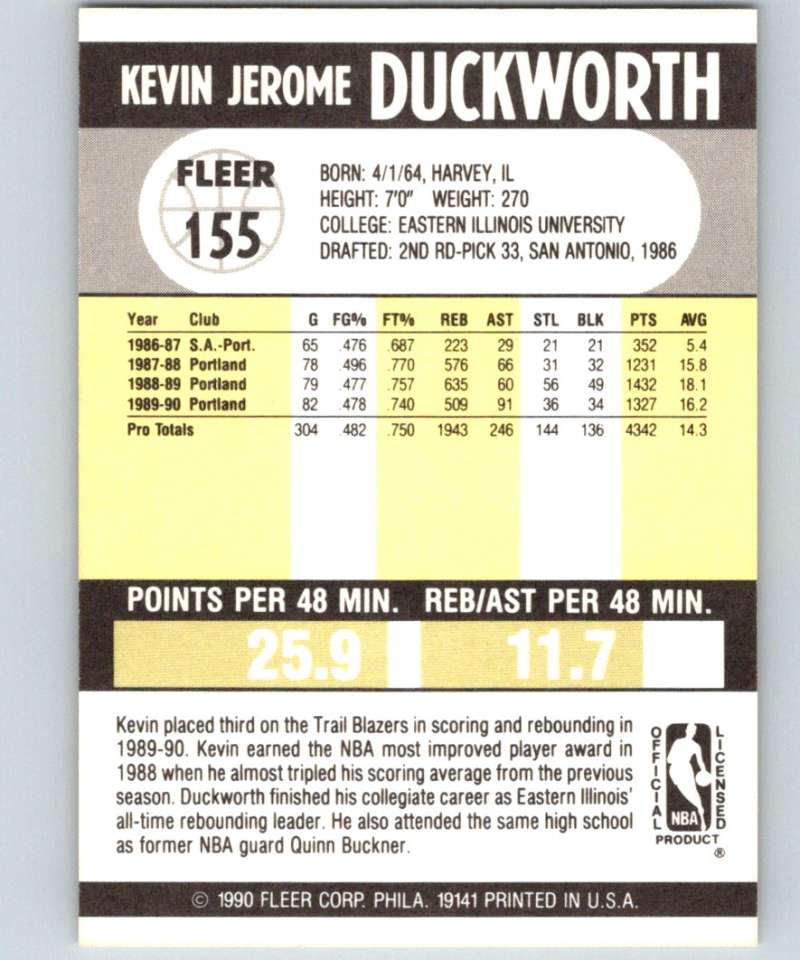 KEVIN JEROME DUCKWORTH
FLEER
155
BORN: 4/1/64, HARVEY, IL
HEIGHT: 7'0" WEIGHT: 270
COLLEGE: EASTERN ILLINOIS UNIVERSITY
DRAFTED: 2ND RD-PICK 33, SAN ANTONIO, 1986
Year Club G FG% FT% REB AST STL BLK PTS AVG
1986-87 S.A.-Port. 65 .476 .687 223 29 21 21 352 5.4
1987-88 Portland 78 .496 .770 576 66 31 32 1231 15.8
1988-89 Portland 79 .477 .757 635 60 56 49 1432 18.1
1989-90 Portland 82 .478 .740 509 91 36 34 1327 16.2
Pro Totals 304 .482 .750 1943 246 144 136 4342 14.3
POINTS PER 48 MIN. REB/AST PER 48 MIN.
25.9 11.7
Kevin placed third on the Trail Blazers in scoring and rebounding in
1989-90. Kevin earned the NBA most improved player award in
1988 when he almost tripled his scoring average from the previous
season. Duckworth finished his collegiate career as Eastern Illinois'
all-time rebounding leader. He also attended the same high school
as former NBA guard Quinn Buckner.
OFFICIAL
LICENSED
NBA
PRODUCT
®
© 1990 FLEER CORP. PHILA. 19141 PRINTED IN U.S.A.